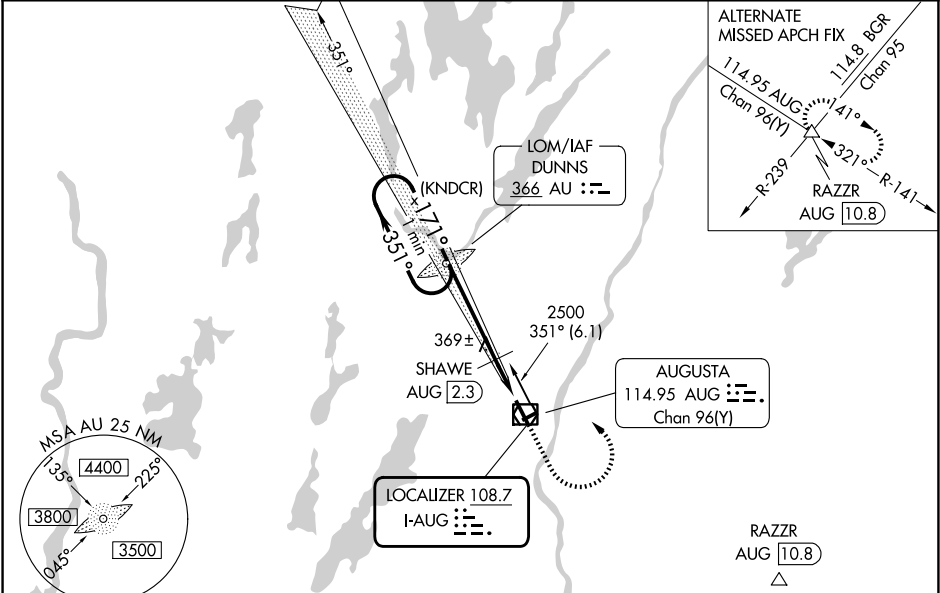 ALTERNATE
MISSED APCH FIX
114.8 BGR
Chan 95
114.95 AUG
Chan 96(Y)
141°
321°
R-239
R-141
RAZZR
AUG 10.8
351°
LOM/IAF
DUNNS
366 AU
(KNDCR)
171°
1 min
351°
2500
351° (6.1)
369±
SHAWE
AUG 2.3
AUGUSTA
114.95 AUG
Chan 96(Y)
MSA AU 25 NM
135°
4400
225°
3800
3500
045°
LOCALIZER 108.7
I-AUG
RAZZR
AUG 10.8